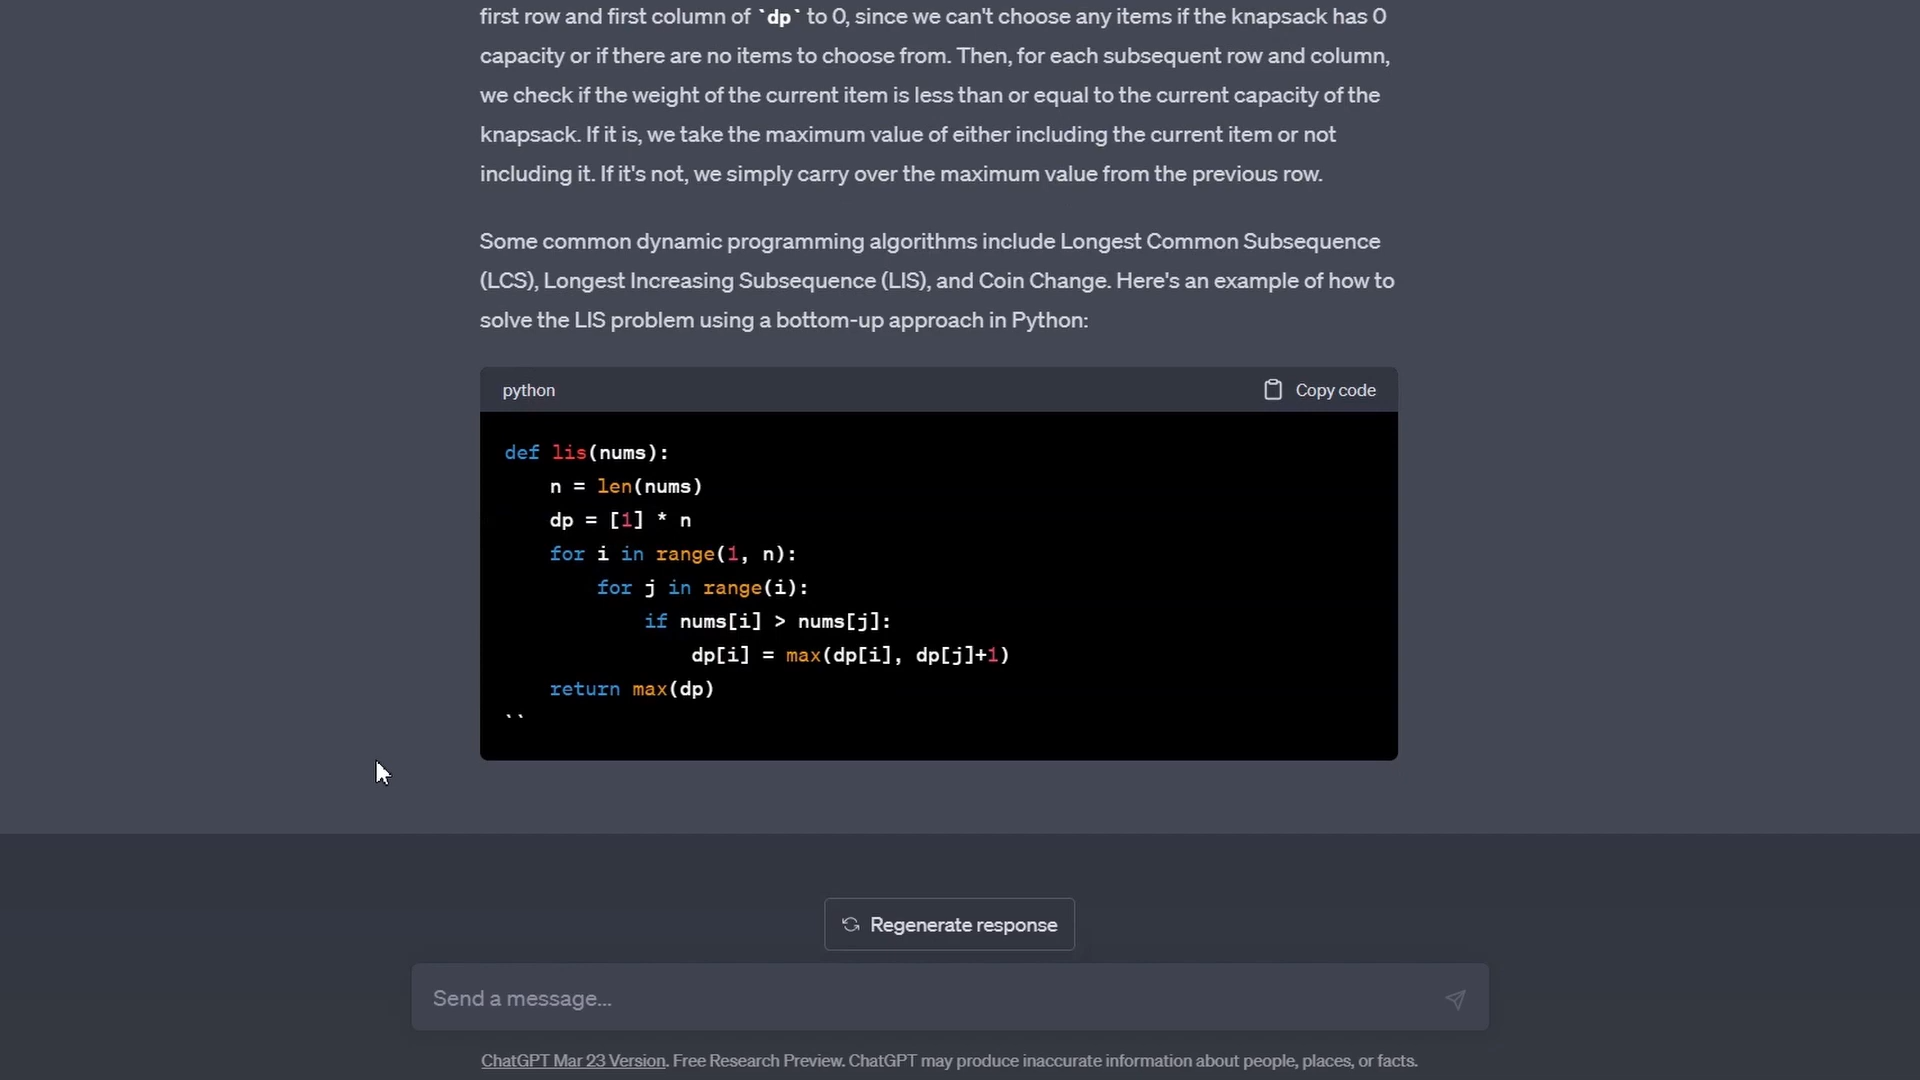 first row and first column of `dp` to 0, since we can't choose any items if the knapsack has 0
capacity or if there are no items to choose from. Then, for each subsequent row and column,
we check if the weight of the current item is less than or equal to the current capacity of the
knapsack. If it is, we take the maximum value of either including the current item or not
including it. If it's not, we simply carry over the maximum value from the previous row.
Some common dynamic programming algorithms include Longest Common Subsequence
(LCS), Longest Increasing Subsequence (LIS), and Coin Change. Here's an example of how to
solve the LIS problem using a bottom-up approach in Python:
python Copy code
def lis(nums):
    n = len(nums)
    dp = [1] * n
    for i in range(1, n):
        for j in range(i):
            if nums[i] > nums[j]:
                dp[i] = max(dp[i], dp[j]+1)
    return max(dp)
``
Regenerate response
Send a message...
ChatGPT Mar 23 Version. Free Research Preview. ChatGPT may produce inaccurate information about people, places, or facts.